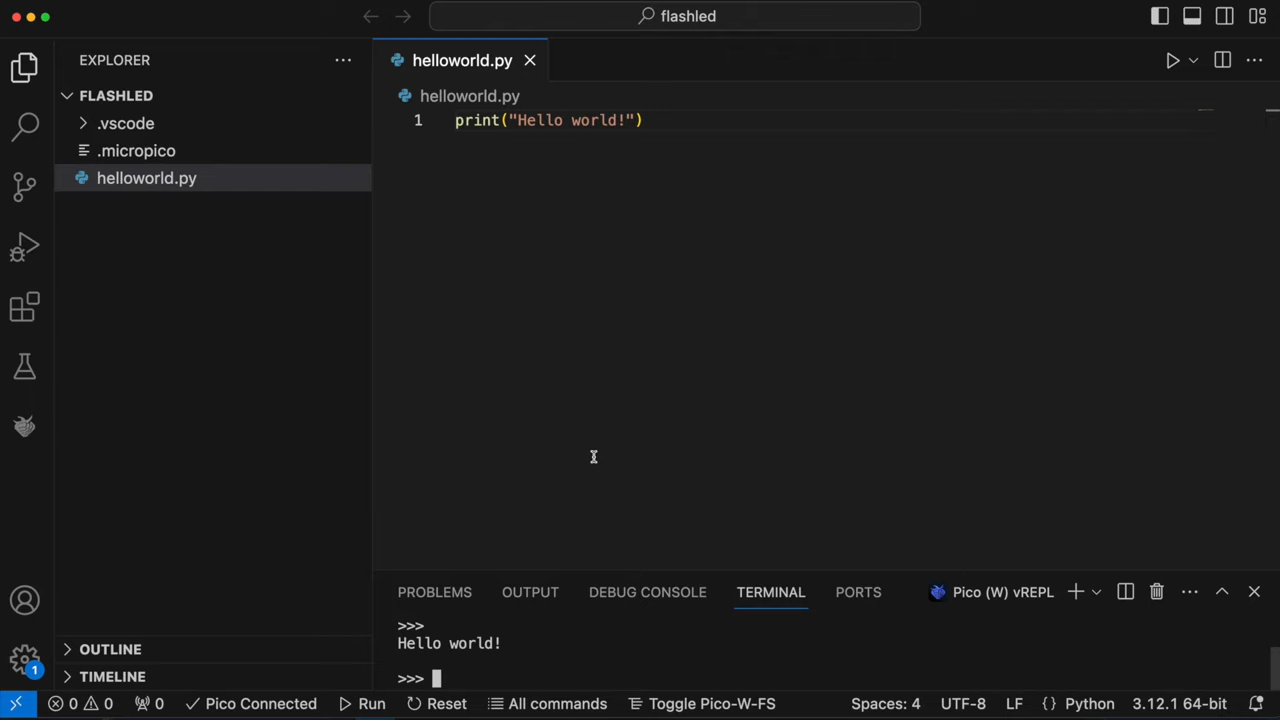 flashled
EXPLORER
FLASHLED
.vscode
.micropico
helloworld.py
OUTLINE
TIMELINE
helloworld.py
helloworld.py
1 print("Hello world!")
PROBLEMS OUTPUT DEBUG CONSOLE TERMINAL PORTS Pico (W) vREPL
>>>
Hello world!
>>>
1
0 0 0 Pico Connected Run Reset All commands Toggle Pico-W-FS Spaces: 4 UTF-8 LF {} Python 3.12.1 64-bit